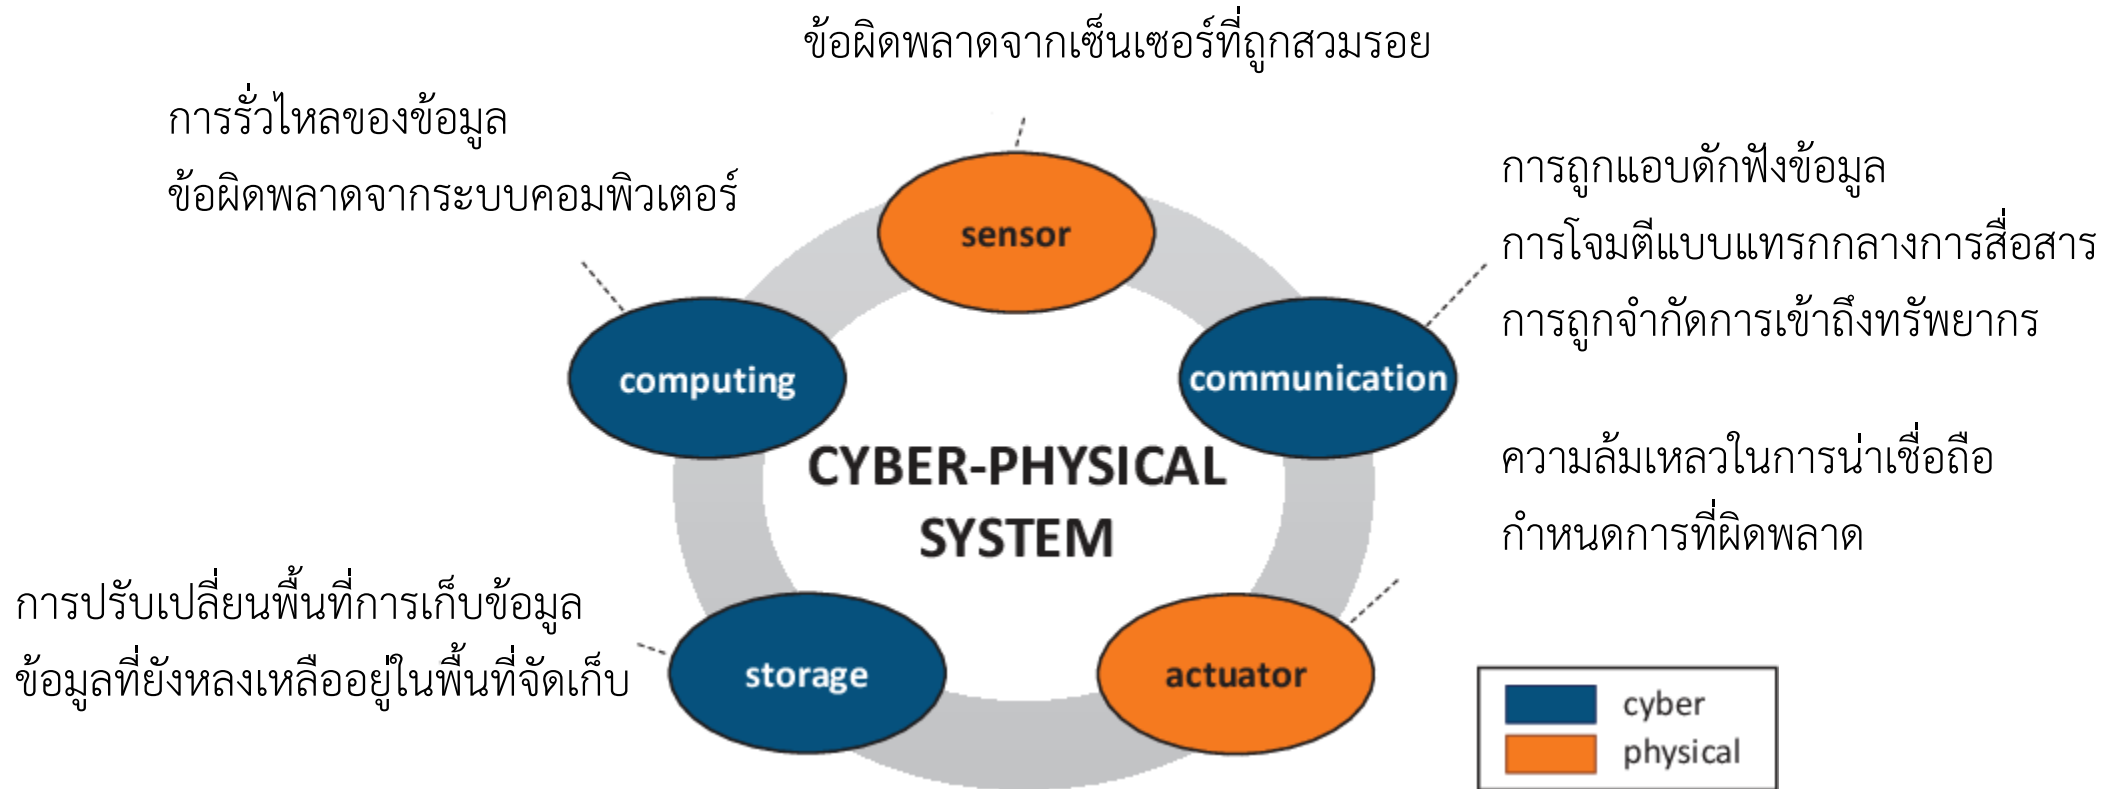 ข้อผิดพลาดจากเซ็นเซอร์ที่ถูกสวมรอย
การรั่วไหลของข้อมูล
ข้อผิดพลาดจากระบบคอมพิวเตอร์
การถูกแอบดักฟังข้อมูล
การโจมตีแบบแทรกกลางการสื่อสาร
การถูกจำกัดการเข้าถึงทรัพยากร
sensor
computing
communication
CYBER-PHYSICAL
SYSTEM
ความล้มเหลวในการน่าเชื่อถือ
กำหนดการที่ผิดพลาด
การปรับเปลี่ยนพื้นที่การเก็บข้อมูล
ข้อมูลที่ยังหลงเหลืออยู่ในพื้นที่จัดเก็บ
storage
actuator
cyber
physical